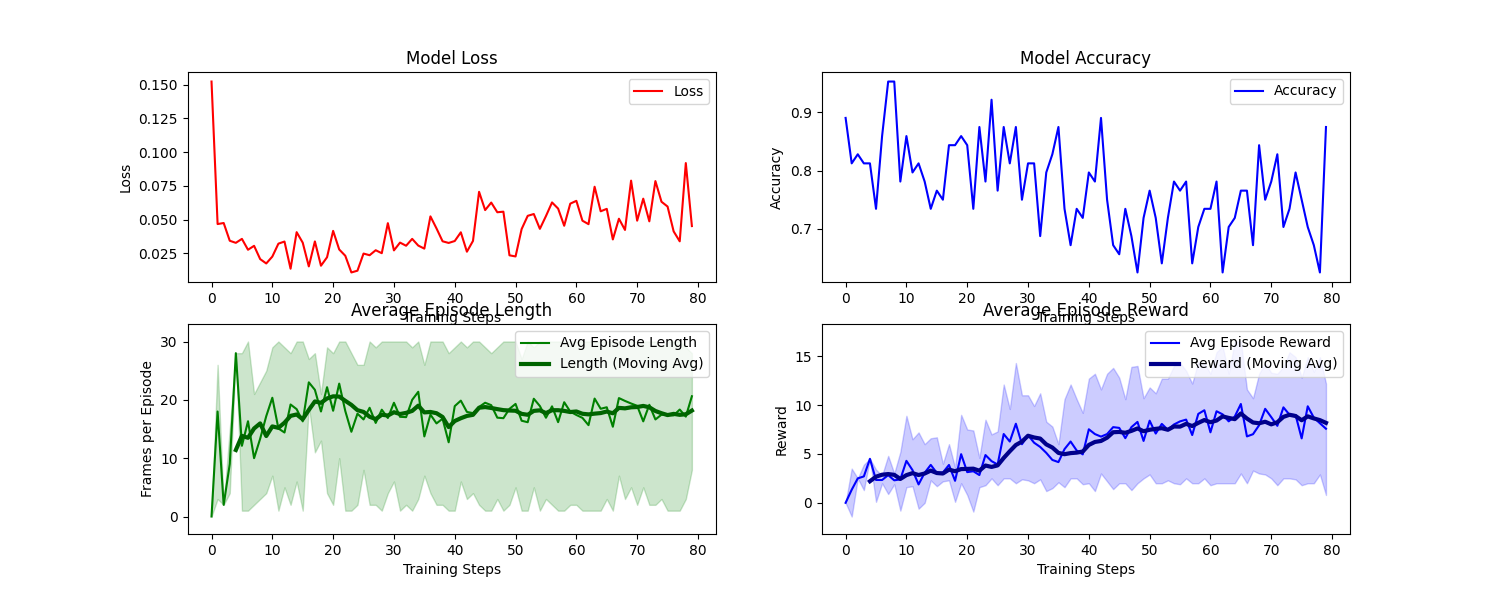 Model Loss
Loss
0.150
0.125
0.100
0.075
0.050
0.025
Loss
0 10 20 30 40 50 60 70 80
Training Steps
Model Accuracy
Accuracy
0.9
0.8
0.7
Accuracy
0 10 20 30 40 50 60 70 80
Training Steps
Average Episode Length
Avg Episode Length
Length (Moving Avg)
30
20
10
0
Frames per Episode
0 10 20 30 40 50 60 70 80
Training Steps
Average Episode Reward
Avg Episode Reward
Reward (Moving Avg)
15
10
5
0
Reward
0 10 20 30 40 50 60 70 80
Training Steps